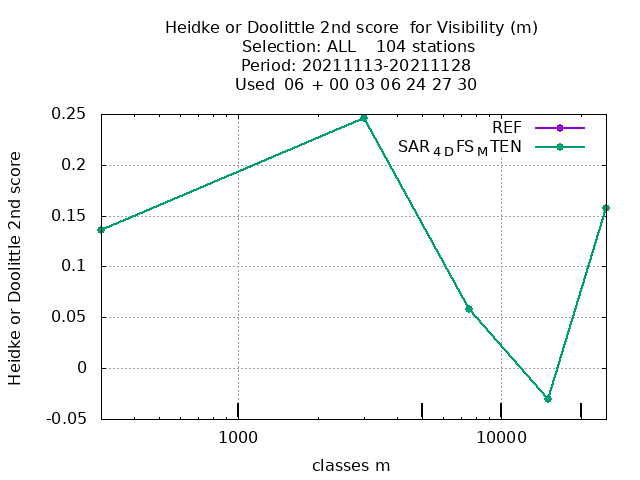 Heidke or Doolittle 2nd score  for Visibility (m)
Selection: ALL    104 stations
Period: 20211113-20211128
Used  06 + 00 03 06 24 27 30
0.25
REF
SAR4DFSMTEN
0.2
0.15
0.1
0.05
0
-0.05
Heidke or Doolittle 2nd score
1000
10000
classes m